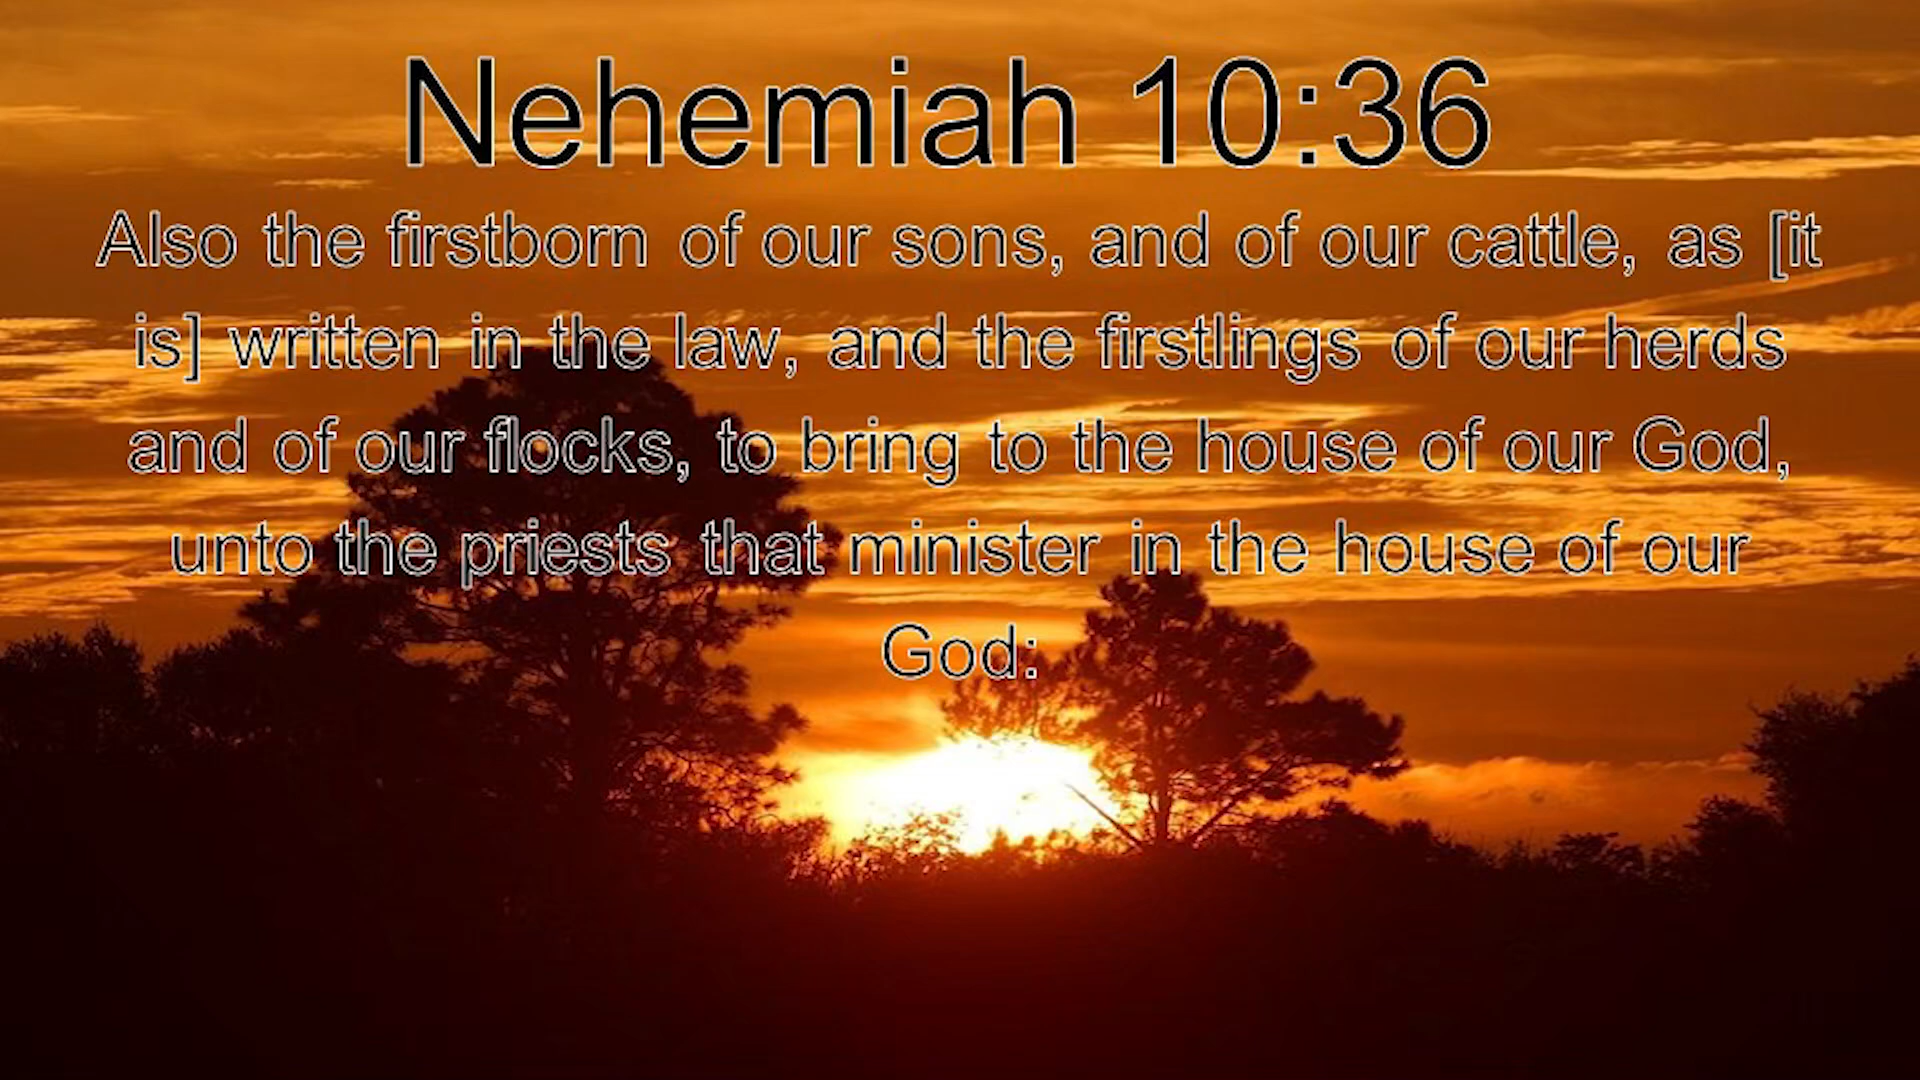 Nehemiah 10:36
Also the firstborn of our sons, and of our cattle, as [it
is] written in the law, and the firstlings of our herds
and of our flocks, to bring to the house of our God,
unto the priests that minister in the house of our
God: